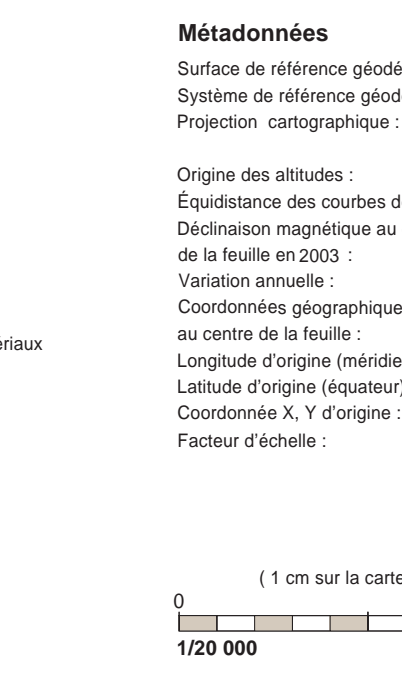 Métadonnées
Surface de référence géodé
Système de référence géod
Projection cartographique :
Origine des altitudes :
Équidistance des courbes d
Déclinaison magnétique au
de la feuille en 2003 :
Variation annuelle :
Coordonnées géographique
au centre de la feuille :
ériaux
Longitude d'origine (méridie
Latitude d'origine (équateur)
Coordonnée X, Y d'origine :
Facteur d'échelle :
( 1 cm sur la carte
0
1/20 000